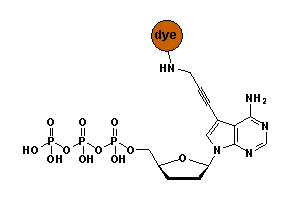 dye
HN
NH2
N
N
N
O O O
HO P O P O P O O
OH OH OH